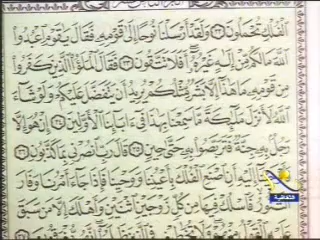 الفلك تحملون ٢٢ ولقد أرسلنا نوحا إلى قومه فقال يقوم اعبدوا
الله مالكم من إله غيره أفلا تتقون ٢٣ فقال الملؤا الذين كفروا
من قومه ما هذا إلا بشر مثلكم يريد أن يتفضل عليكم ولو شاء
الله لأنزل ملئكة ما سمعنا بهذا في ءابائنا الأولين ٢٤ إن هو إلا
رجل به جنة فتربصوا به حتى حين ٢٥ قال رب انصرني بما كذبون ٢٦
فأوحينا إليه أن اصنع الفلك بأعيننا ووحينا فإذا جاء أمرنا وفار
التنور فاسلك فيها من كل زوجين اثنين وأهلك إلا من سبق